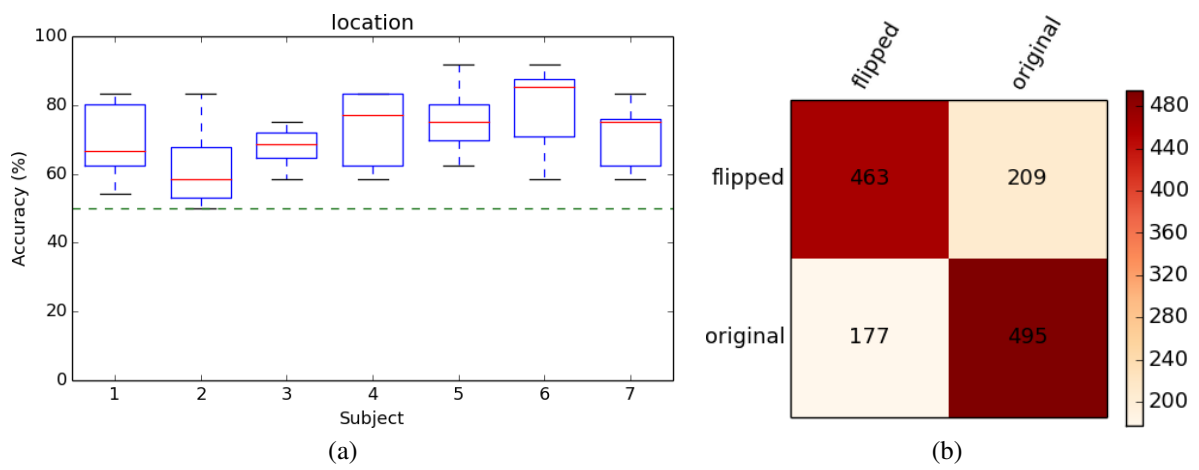 location
100
80
60
40
20
0
Accuracy (%)
1 2 3 4 5 6 7
Subject
(a)
flipped original
flipped 463 209
original 177 495
480
440
400
360
320
280
240
200
(b)